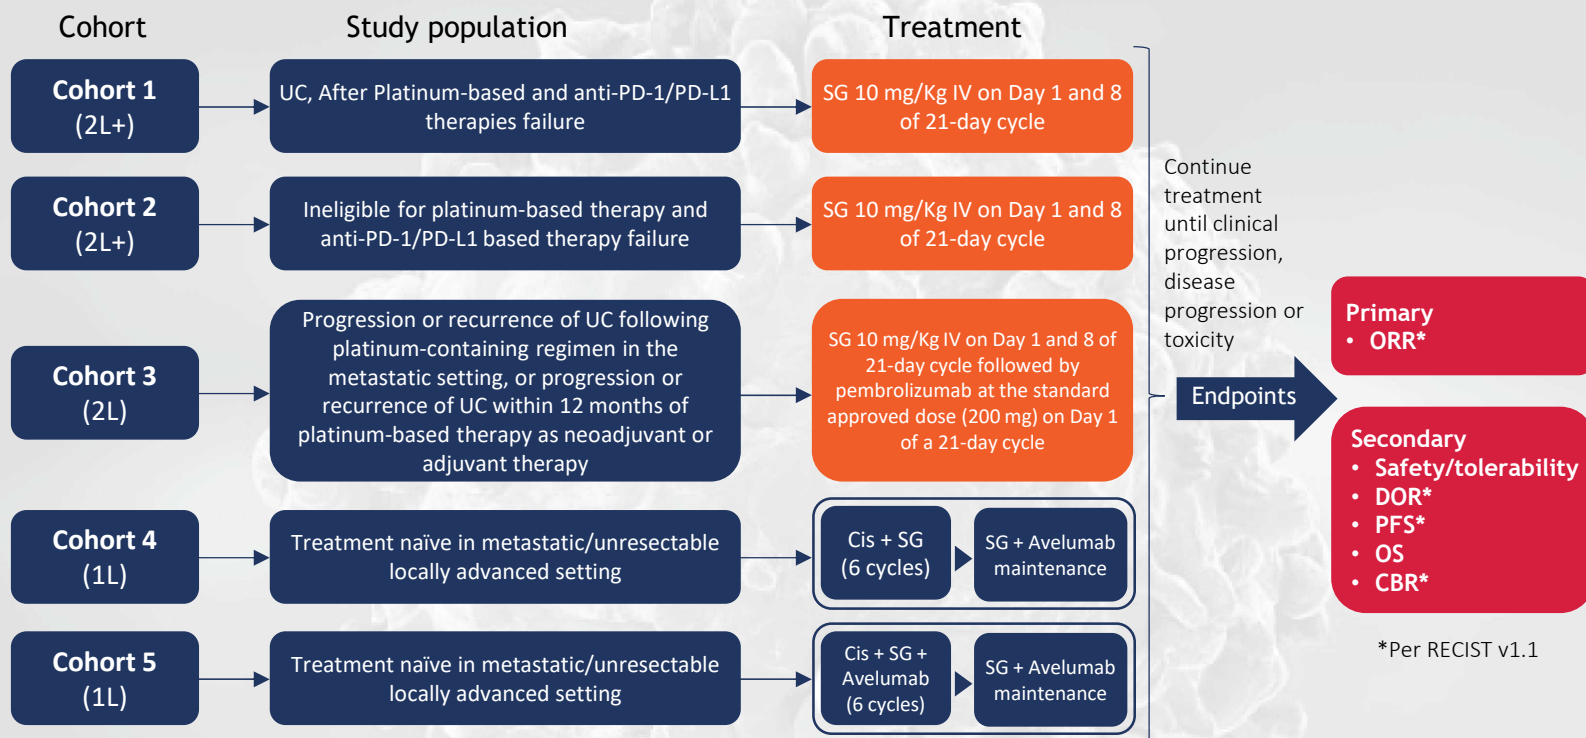 Cohort
Study population
Treatment
Cohort 1
(2L+)
UC, After Platinum-based and anti-PD-1/PD-L1
therapies failure
SG 10 mg/Kg IV on Day 1 and 8
of 21-day cycle
Cohort 2
(2L+)
Ineligible for platinum-based therapy and
anti-PD-1/PD-L1 based therapy failure
SG 10 mg/Kg IV on Day 1 and 8
of 21-day cycle
Cohort 3
(2L)
Progression or recurrence of UC following
platinum-containing regimen in the
metastatic setting, or progression or
recurrence of UC within 12 months of
platinum-based therapy as neoadjuvant or
adjuvant therapy
SG 10 mg/Kg IV on Day 1 and 8 of
21-day cycle followed by
pembrolizumab at the standard
approved dose (200 mg) on Day 1
of a 21-day cycle
Cohort 4
(1L)
Treatment naïve in metastatic/unresectable
locally advanced setting
Cis + SG
(6 cycles)
SG + Avelumab
maintenance
Cohort 5
(1L)
Treatment naïve in metastatic/unresectable
locally advanced setting
Cis + SG +
Avelumab
(6 cycles)
SG + Avelumab
maintenance
Continue
treatment
until clinical
progression,
disease
progression or
toxicity
Endpoints
Primary
• ORR*
Secondary
• Safety/tolerability
• DOR*
• PFS*
• OS
• CBR*
*Per RECIST v1.1